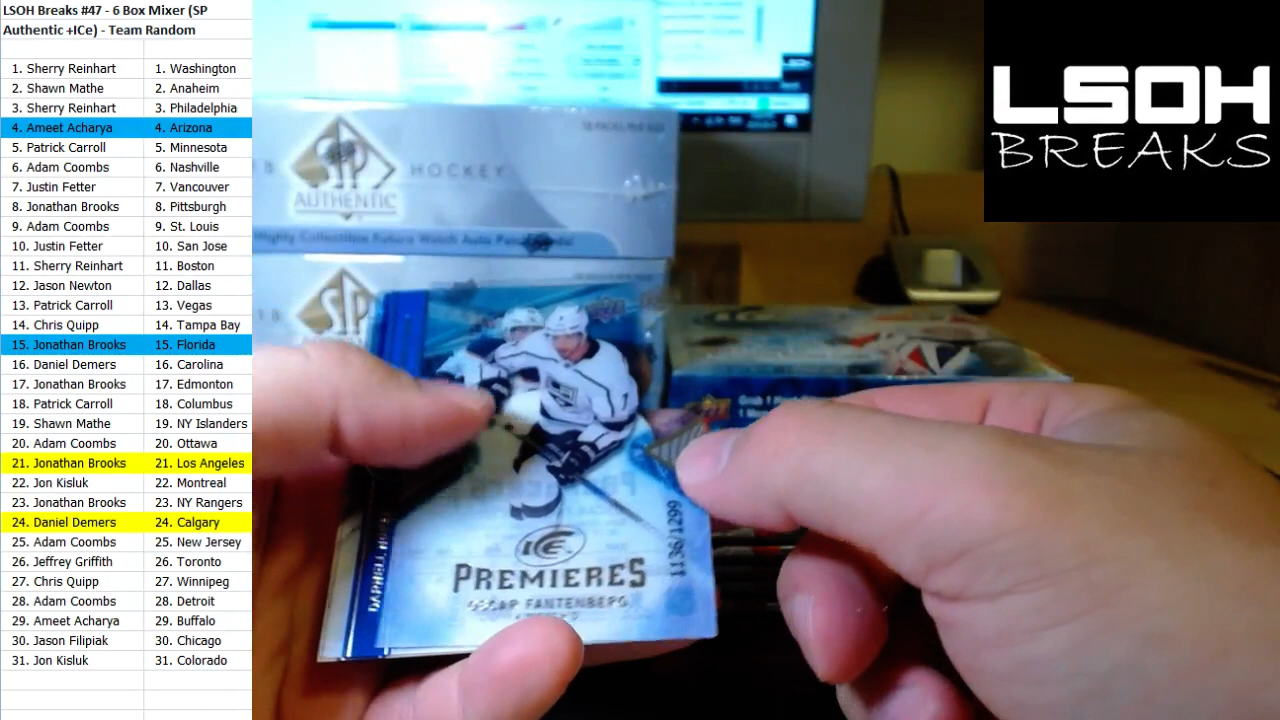 LSOH Breaks #47 - 6 Box Mixer (SP
Authentic +ICe) - Team Random
1. Sherry Reinhart 1. Washington
2. Shawn Mathe 2. Anaheim
3. Sherry Reinhart 3. Philadelphia
4. Ameet Acharya 4. Arizona
5. Patrick Carroll 5. Minnesota
6. Adam Coombs 6. Nashville
7. Justin Fetter 7. Vancouver
8. Jonathan Brooks 8. Pittsburgh
9. Adam Coombs 9. St. Louis
10. Justin Fetter 10. San Jose
11. Sherry Reinhart 11. Boston
12. Jason Newton 12. Dallas
13. Patrick Carroll 13. Vegas
14. Chris Quipp 14. Tampa Bay
15. Jonathan Brooks 15. Florida
16. Daniel Demers 16. Carolina
17. Jonathan Brooks 17. Edmonton
18. Patrick Carroll 18. Columbus
19. Shawn Mathe 19. NY Islanders
20. Adam Coombs 20. Ottawa
21. Jonathan Brooks 21. Los Angeles
22. Jon Kisluk 22. Montreal
23. Jonathan Brooks 23. NY Rangers
24. Daniel Demers 24. Calgary
25. Adam Coombs 25. New Jersey
26. Jeffrey Griffith 26. Toronto
27. Chris Quipp 27. Winnipeg
28. Adam Coombs 28. Detroit
29. Ameet Acharya 29. Buffalo
30. Jason Filipiak 30. Chicago
31. Jon Kisluk 31. Colorado
LSOH
BREAKS
SP
AUTHENTIC
HOCKEY
Highly Collectible Future Watch Auto
SP
ICE
PREMIERES
OSCAR FANTENBERG
1136/1299